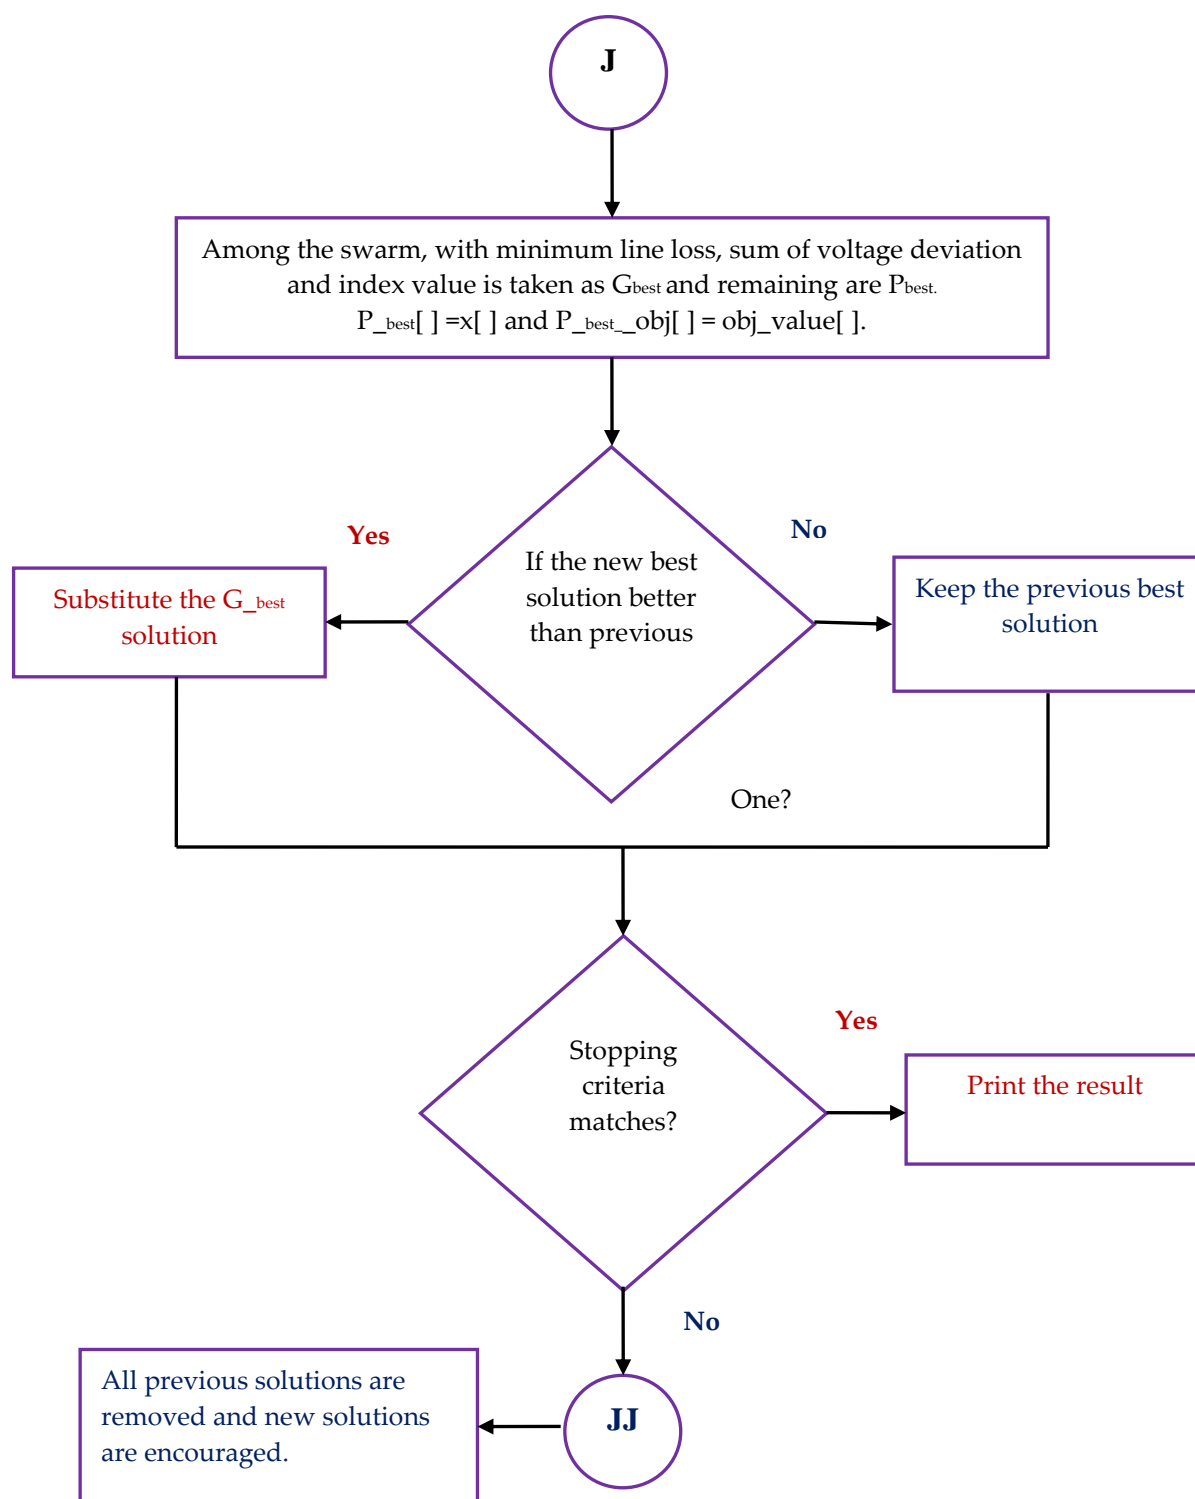 J
Among the swarm, with minimum line loss, sum of voltage deviation
and index value is taken as Gbest and remaining are Pbest.
P_best[ ] =x[ ] and P_best__obj[ ] = obj_value[ ].
Yes
No
If the new best
solution better
than previous
Substitute the G_best
solution
Keep the previous best
solution
One?
Stopping
criteria
matches?
Yes
Print the result
No
JJ
All previous solutions are
removed and new solutions
are encouraged.